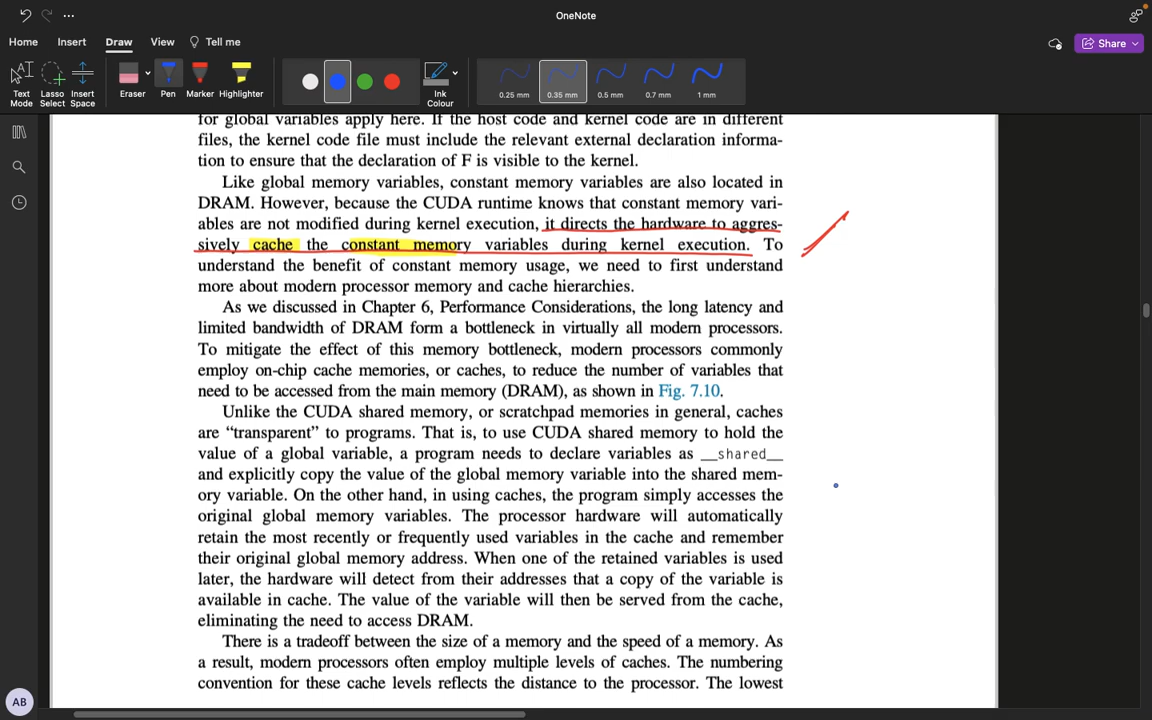 OneNote
Home Insert Draw View Tell me
Share
Text Mode
Lasso Select
Insert Space
Eraser
Pen
Marker
Highlighter
Ink Colour
0.25 mm
0.35 mm
0.5 mm
0.7 mm
1 mm
for global variables apply here. If the host code and kernel code are in different
files, the kernel code file must include the relevant external declaration informa-
tion to ensure that the declaration of F is visible to the kernel.
Like global memory variables, constant memory variables are also located in
DRAM. However, because the CUDA runtime knows that constant memory vari-
ables are not modified during kernel execution, it directs the hardware to aggres-
sively cache the constant memory variables during kernel execution. To
understand the benefit of constant memory usage, we need to first understand
more about modern processor memory and cache hierarchies.
As we discussed in Chapter 6, Performance Considerations, the long latency and
limited bandwidth of DRAM form a bottleneck in virtually all modern processors.
To mitigate the effect of this memory bottleneck, modern processors commonly
employ on-chip cache memories, or caches, to reduce the number of variables that
need to be accessed from the main memory (DRAM), as shown in Fig. 7.10.
Unlike the CUDA shared memory, or scratchpad memories in general, caches
are “transparent” to programs. That is, to use CUDA shared memory to hold the
value of a global variable, a program needs to declare variables as __shared__
and explicitly copy the value of the global memory variable into the shared mem-
ory variable. On the other hand, in using caches, the program simply accesses the
original global memory variables. The processor hardware will automatically
retain the most recently or frequently used variables in the cache and remember
their original global memory address. When one of the retained variables is used
later, the hardware will detect from their addresses that a copy of the variable is
available in cache. The value of the variable will then be served from the cache,
eliminating the need to access DRAM.
There is a tradeoff between the size of a memory and the speed of a memory. As
a result, modern processors often employ multiple levels of caches. The numbering
convention for these cache levels reflects the distance to the processor. The lowest
AB